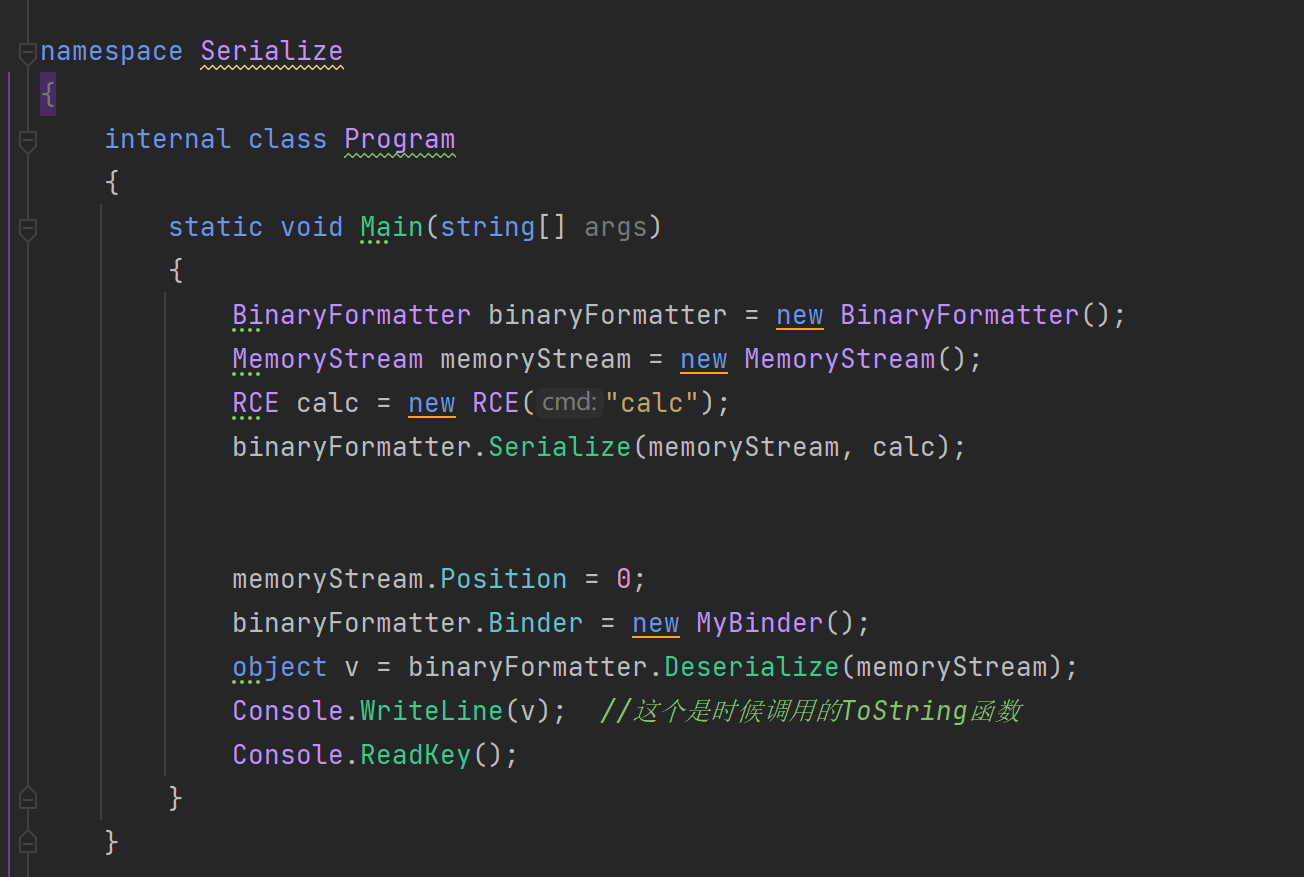 namespace Serialize
{
    internal class Program
    {
        static void Main(string[] args)
        {
            BinaryFormatter binaryFormatter = new BinaryFormatter();
            MemoryStream memoryStream = new MemoryStream();
            RCE calc = new RCE(cmd:"calc");
            binaryFormatter.Serialize(memoryStream, calc);
            memoryStream.Position = 0;
            binaryFormatter.Binder = new MyBinder();
            object v = binaryFormatter.Deserialize(memoryStream);
            Console.WriteLine(v);  //这个是时候调用的ToString函数
            Console.ReadKey();
        }
    }